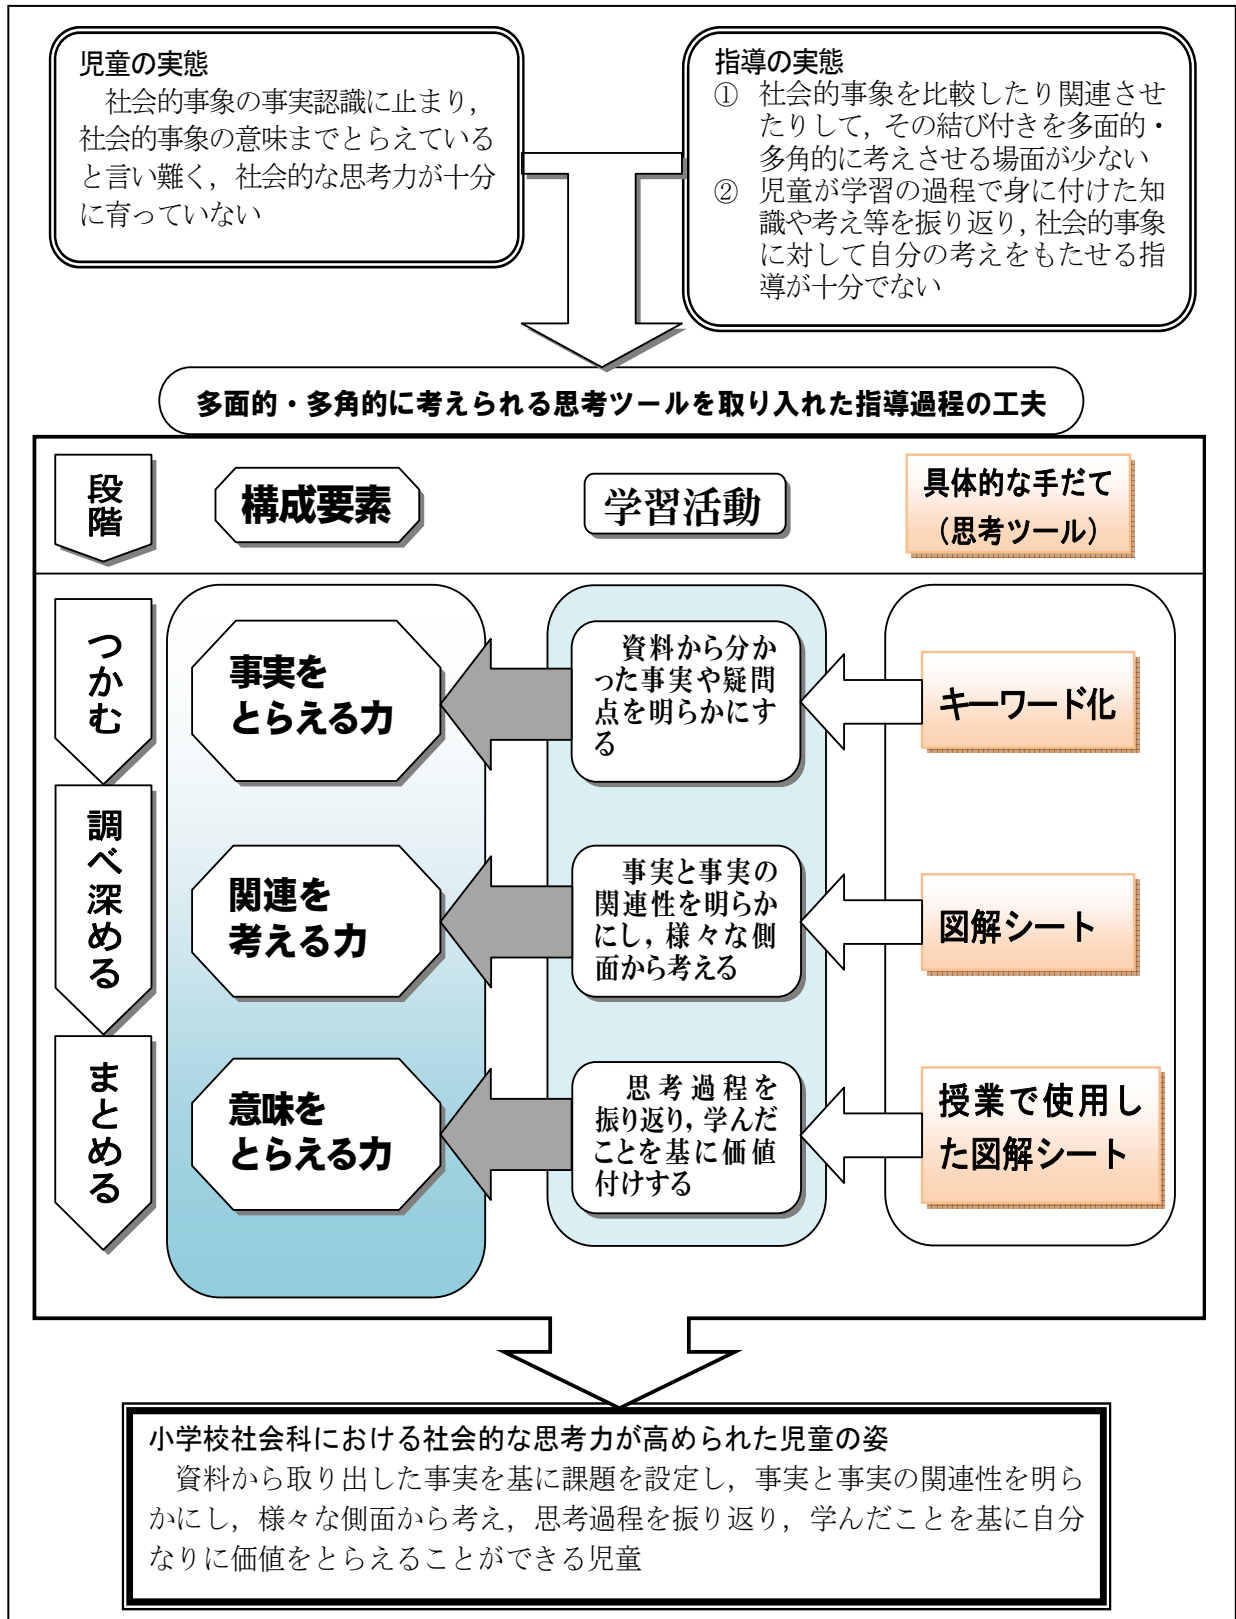 児童の実態
社会的事象の事実認識に止まり，
社会的事象の意味までとらえている
と言い難く，社会的な思考力が十分
に育っていない
指導の実態
① 社会的事象を比較したり関連させ
たりして，その結び付きを多面的・
多角的に考えさせる場面が少ない
② 児童が学習の過程で身に付けた知
識や考え等を振り返り，社会的事象
に対して自分の考えをもたせる指
導が十分でない
多面的・多角的に考えられる思考ツールを取り入れた指導過程の工夫
段階
構成要素
学習活動
具体的な手だて
（思考ツール）
つかむ
事実を
とらえる力
資料から分か
った事実や疑問
点を明らかにす
る
キーワード化
調べ深める
関連を
考える力
事実と事実の
関連性を明らか
にし，様々な側
面から考える
図解シート
まとめる
意味を
とらえる力
思考過程を
振り返り，学んだ
ことを基に価値
付けする
授業で使用し
た図解シート
小学校社会科における社会的な思考力が高められた児童の姿
資料から取り出した事実を基に課題を設定し，事実と事実の関連性を明ら
かにし，様々な側面から考え，思考過程を振り返り，学んだことを基に自分
なりに価値をとらえることができる児童